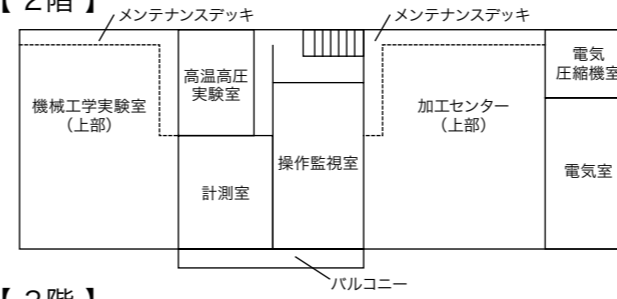 【 2階 】
メンテナンスデッキ
メンテナンスデッキ
機械工学実験室
（上部）
高温高圧
実験室
計測室
操作監視室
加工センター
（上部）
電気
圧縮機室
電気室
バルコニー